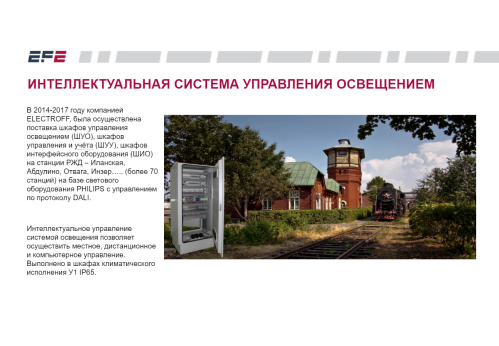 EFE
ИНТЕЛЛЕКТУАЛЬНАЯ СИСТЕМА УПРАВЛЕНИЯ ОСВЕЩЕНИЕМ
В 2014-2017 году компанией
ELECTROFF, была осуществлена
поставка шкафов управления
освещением (ШУО), шкафов
управления и учёта (ШУУ), шкафов
интерфейсного оборудования (ШИО)
на станции РЖД – Иланская,
Абдулино, Отвага, Инзер….. (более 70
станций) на базе светового
оборудования PHILIPS с управлением
по протоколу DALI.
Интеллектуальное управление
системой освещения позволяет
осуществить местное, дистанционное
и компьютерное управление.
Выполнено в шкафах климатического
исполнения У1 IP65.